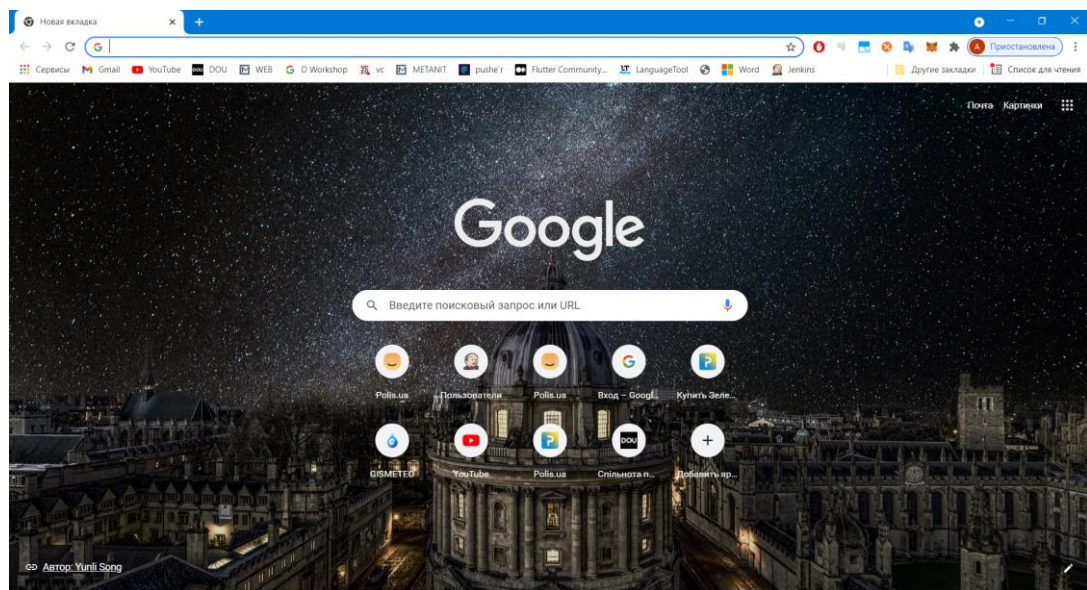 Новая вкладка
G
A Приостановлена
Сервисы Gmail YouTube DOU DOU WEB D Workshop vc METANIT pushe'r Flutter Community... LanguageTool Word Jenkins Другие закладки Список для чтения
Почта Картинки
Google
Введите поисковый запрос или URL
Polis.ua Пользователи Polis.ua Вход – Googl... Купить Зеле...
DOU
GISMETEO YouTube Polis.ua Спільнота п... Добавить яр...
Автор: Yunli Song